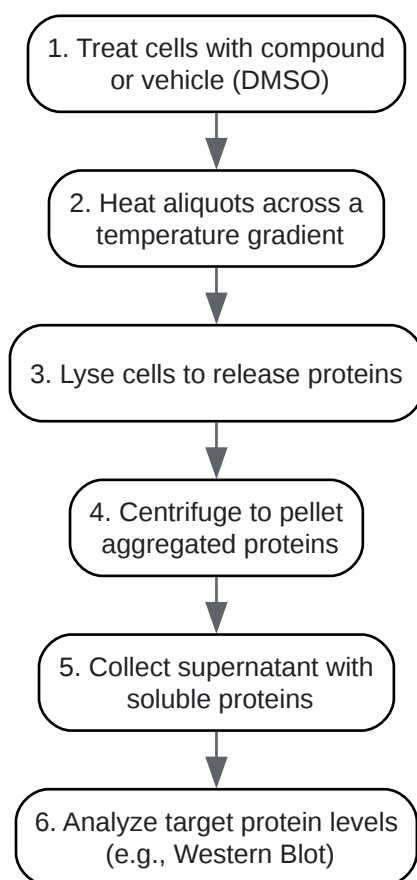 1. Treat cells with compound
or vehicle (DMSO)
2. Heat aliquots across a
temperature gradient
3. Lyse cells to release proteins
4. Centrifuge to pellet
aggregated proteins
5. Collect supernatant with
soluble proteins
6. Analyze target protein levels
(e.g., Western Blot)